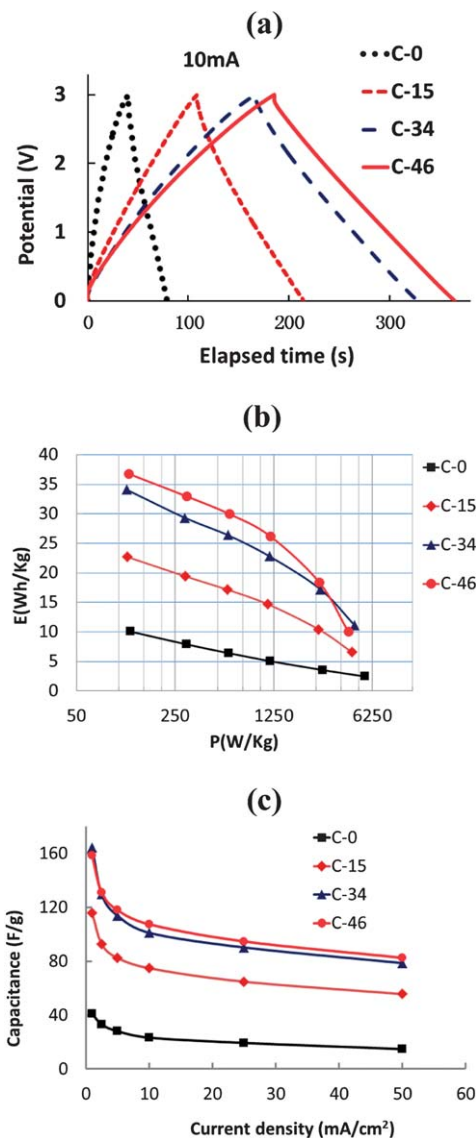 (a)
10mA
C-0
C-15
C-34
C-46
Potential (V)
3
2
1
0
0 100 200 300
Elapsed time (s)
(b)
E(Wh/Kg)
40
35
30
25
20
15
10
5
0
50 250 1250 6250
P(W/Kg)
C-0
C-15
C-34
C-46
(c)
Capacitance (F/g)
160
120
80
40
0
0 10 20 30 40 50 60
Current density (mA/cm²)
C-0
C-15
C-34
C-46